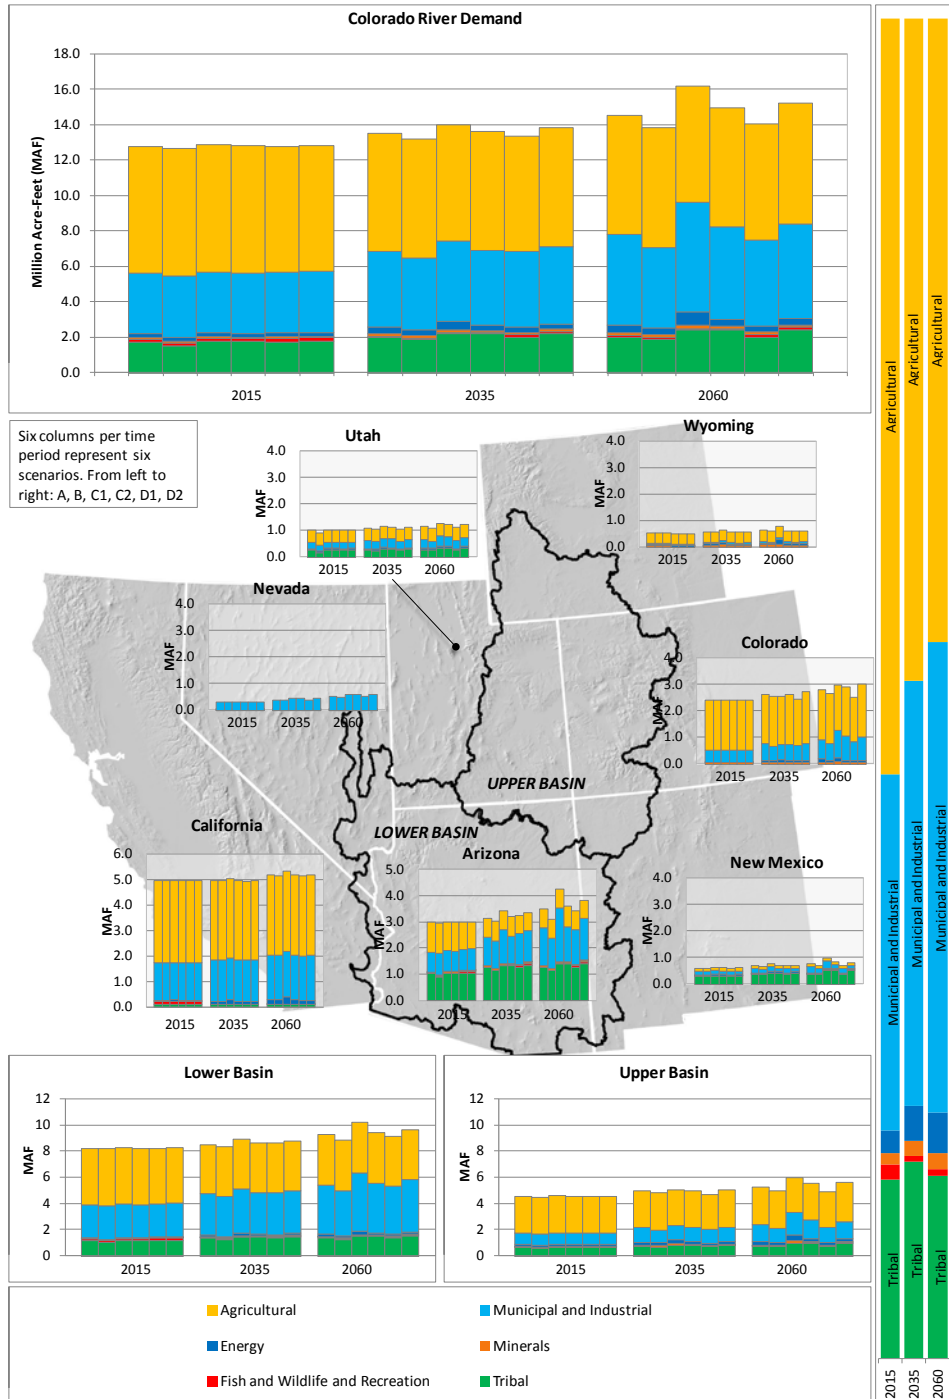 Colorado River Demand
Million Acre-Feet (MAF)
18.0
16.0
14.0
12.0
10.0
8.0
6.0
4.0
2.0
0.0
2015 2035 2060
Six columns per time
period represent six
scenarios. From left to
right: A, B, C1, C2, D1, D2
Utah
MAF
4.0
3.0
2.0
1.0
0.0
2015 2035 2060
Wyoming
MAF
4.0
3.0
2.0
1.0
0.0
2015 2035 2060
Nevada
MAF
4.0
3.0
2.0
1.0
0.0
2015 2035 2060
Colorado
MAF
4.0
3.0
2.0
1.0
0.0
2015 2035 2060
UPPER BASIN
LOWER BASIN
California
MAF
6.0
5.0
4.0
3.0
2.0
1.0
0.0
2015 2035 2060
Arizona
MAF
5.0
4.0
3.0
2.0
1.0
0.0
2015 2035 2060
New Mexico
MAF
4.0
3.0
2.0
1.0
0.0
2015 2035 2060
Lower Basin
MAF
12
10
8
6
4
2
0
2015 2035 2060
Upper Basin
MAF
12
10
8
6
4
2
0
2015 2035 2060
Agricultural Municipal and Industrial
Energy Minerals
Fish and Wildlife and Recreation Tribal
Agricultural
Municipal and Industrial
Tribal
2015
Agricultural
Municipal and Industrial
Tribal
2035
Agricultural
Municipal and Industrial
Tribal
2060